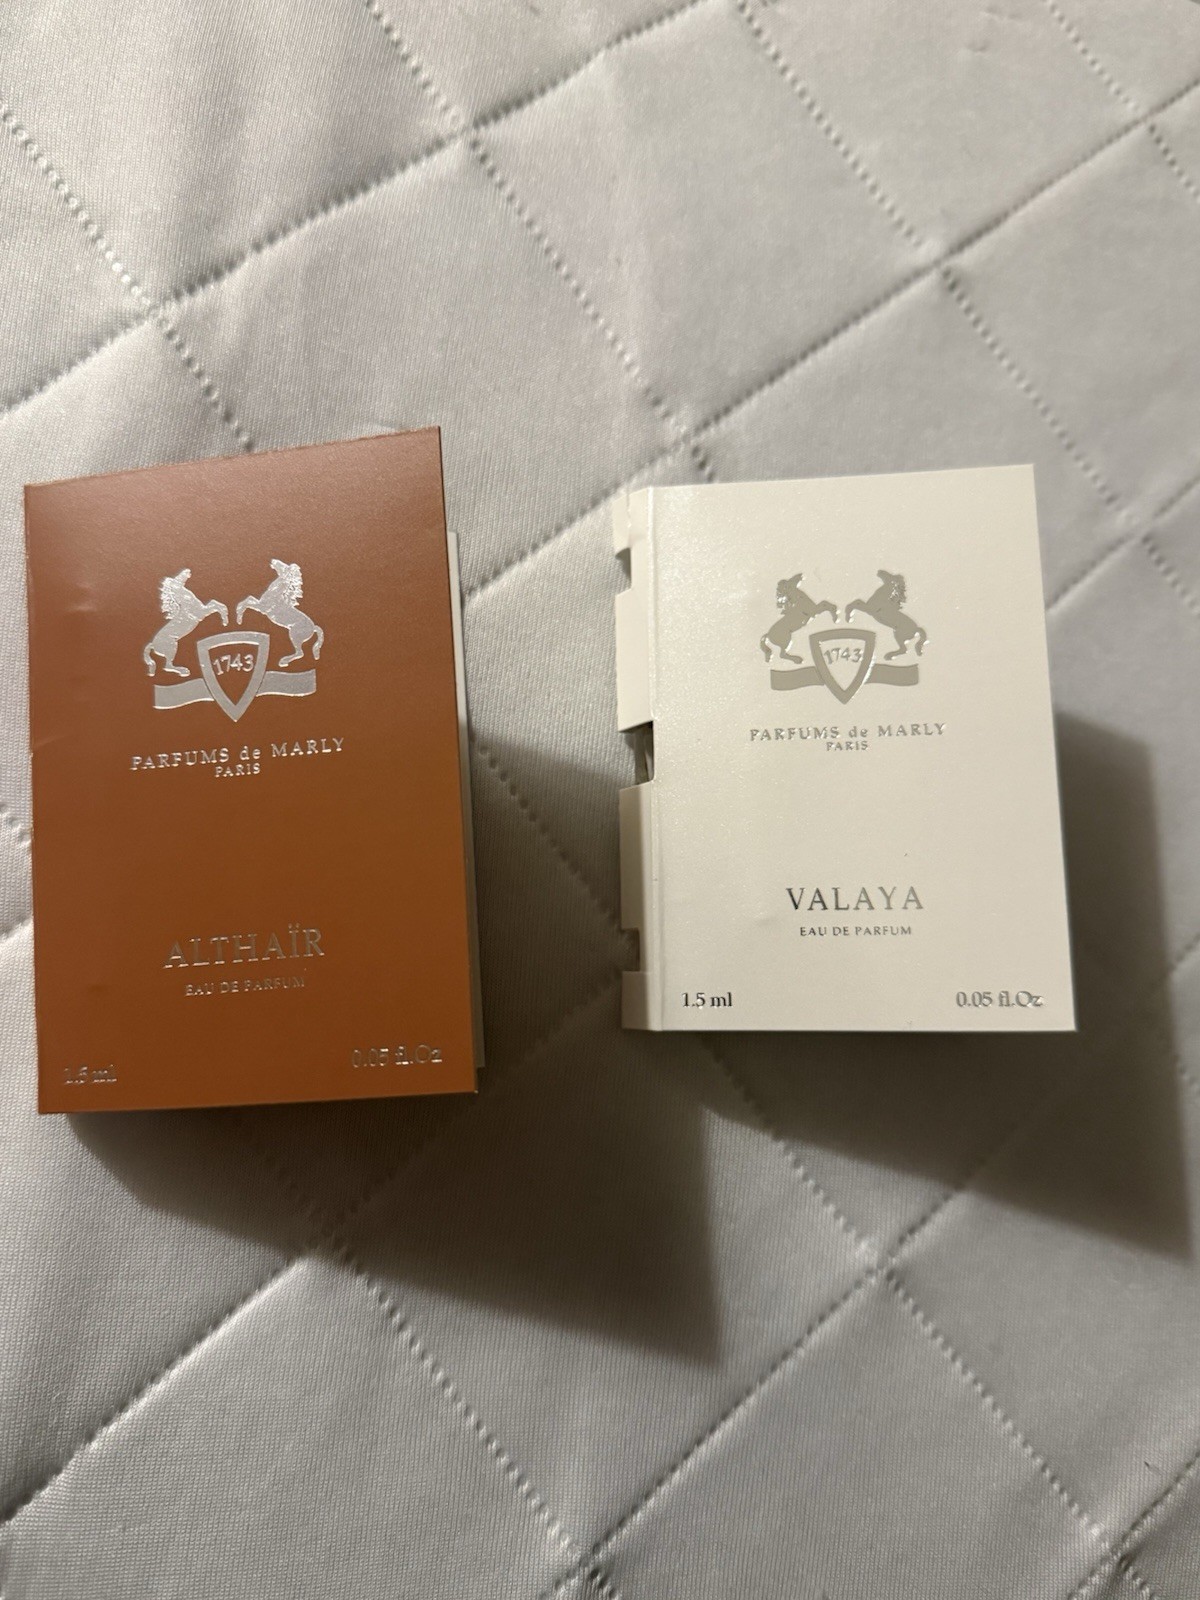 1743
PARFUMS de MARLY
PARIS
ALTHAÏR
EAU DE PARFUM
1.5 ml 0.05 fl.Oz
1743
PARFUMS de MARLY
PARIS
VALAYA
EAU DE PARFUM
1.5 ml 0.05 fl.Oz